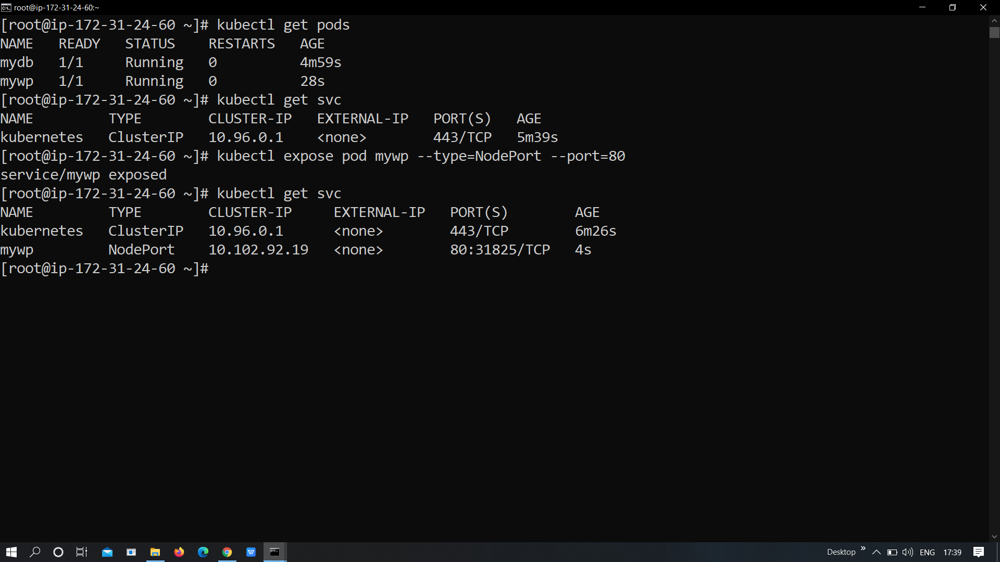 root@ip-172-31-24-60:~
[root@ip-172-31-24-60 ~]# kubectl get pods
NAME   READY   STATUS    RESTARTS   AGE
mydb   1/1     Running   0          4m59s
mywp   1/1     Running   0          28s
[root@ip-172-31-24-60 ~]# kubectl get svc
NAME         TYPE        CLUSTER-IP   EXTERNAL-IP   PORT(S)   AGE
kubernetes   ClusterIP   10.96.0.1    <none>        443/TCP   5m39s
[root@ip-172-31-24-60 ~]# kubectl expose pod mywp --type=NodePort --port=80
service/mywp exposed
[root@ip-172-31-24-60 ~]# kubectl get svc
NAME         TYPE        CLUSTER-IP     EXTERNAL-IP   PORT(S)        AGE
kubernetes   ClusterIP   10.96.0.1      <none>        443/TCP        6m26s
mywp         NodePort    10.102.92.19   <none>        80:31825/TCP   4s
[root@ip-172-31-24-60 ~]#
Desktop » ENG 17:39